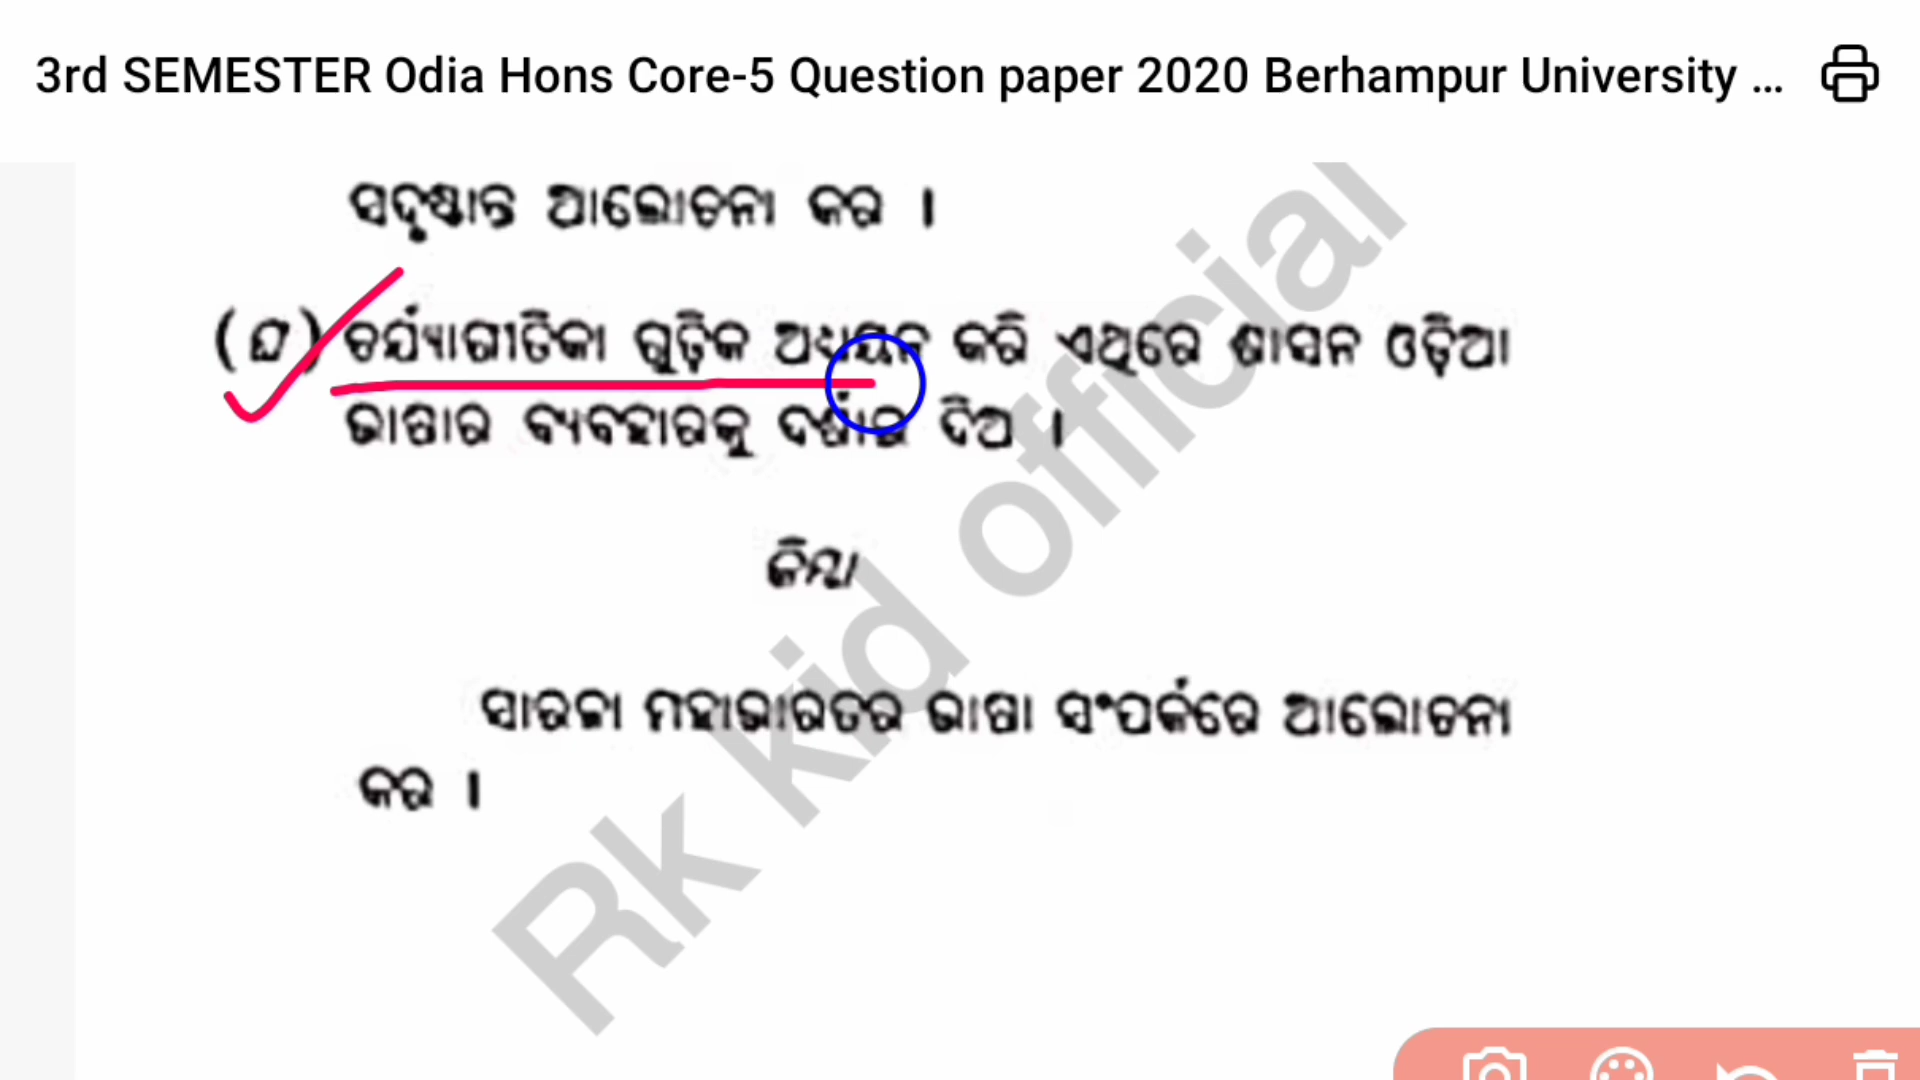 3rd SEMESTER Odia Hons Core-5 Question paper 2020 Berhampur University ...
ସଦୃଷ୍ଟାନ୍ତ ଆଲୋଚନା କର ।
(ଘ) ଚର୍ଯ୍ୟାଗୀତିକା ଗୁଡ଼ିକ ଅଧ୍ୟୟନ କରି ଏଥିରେ ଶାସନ ଓଡ଼ିଆ
ଭାଷାର ବ୍ୟବହାରକୁ ଦର୍ଶାଇ ଦିଅ ।
କିମ୍ବା
ସାରଳା ମହାଭାରତର ଭାଷା ସଂପର୍କରେ ଆଲୋଚନା
କର ।
Rk kid official